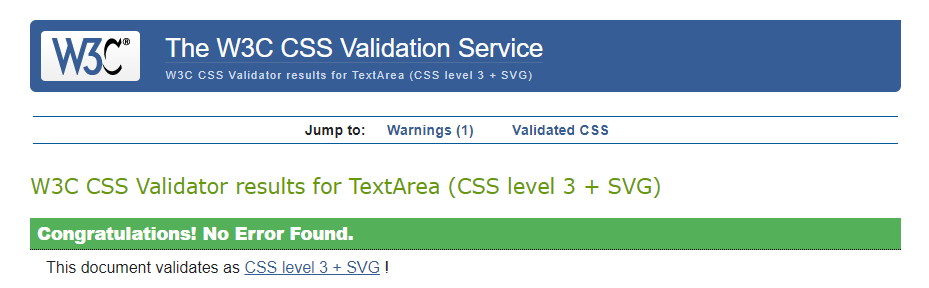 W3C®
The W3C CSS Validation Service
W3C CSS Validator results for TextArea (CSS level 3 + SVG)
Jump to: Warnings (1) Validated CSS
W3C CSS Validator results for TextArea (CSS level 3 + SVG)
Congratulations! No Error Found.
This document validates as CSS level 3 + SVG !